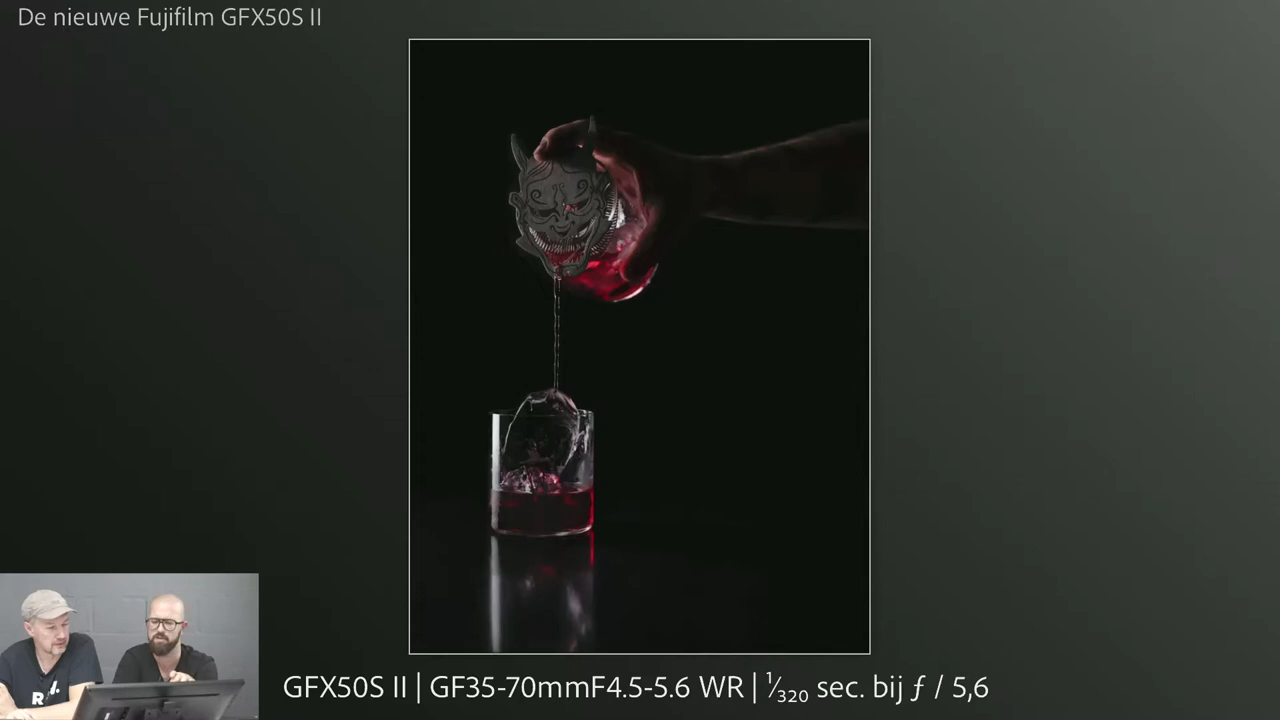 De nieuwe Fujifilm GFX50S II
GFX50S II | GF35-70mmF4.5-5.6 WR | ¹⁄₃₂₀ sec. bij ƒ / 5,6